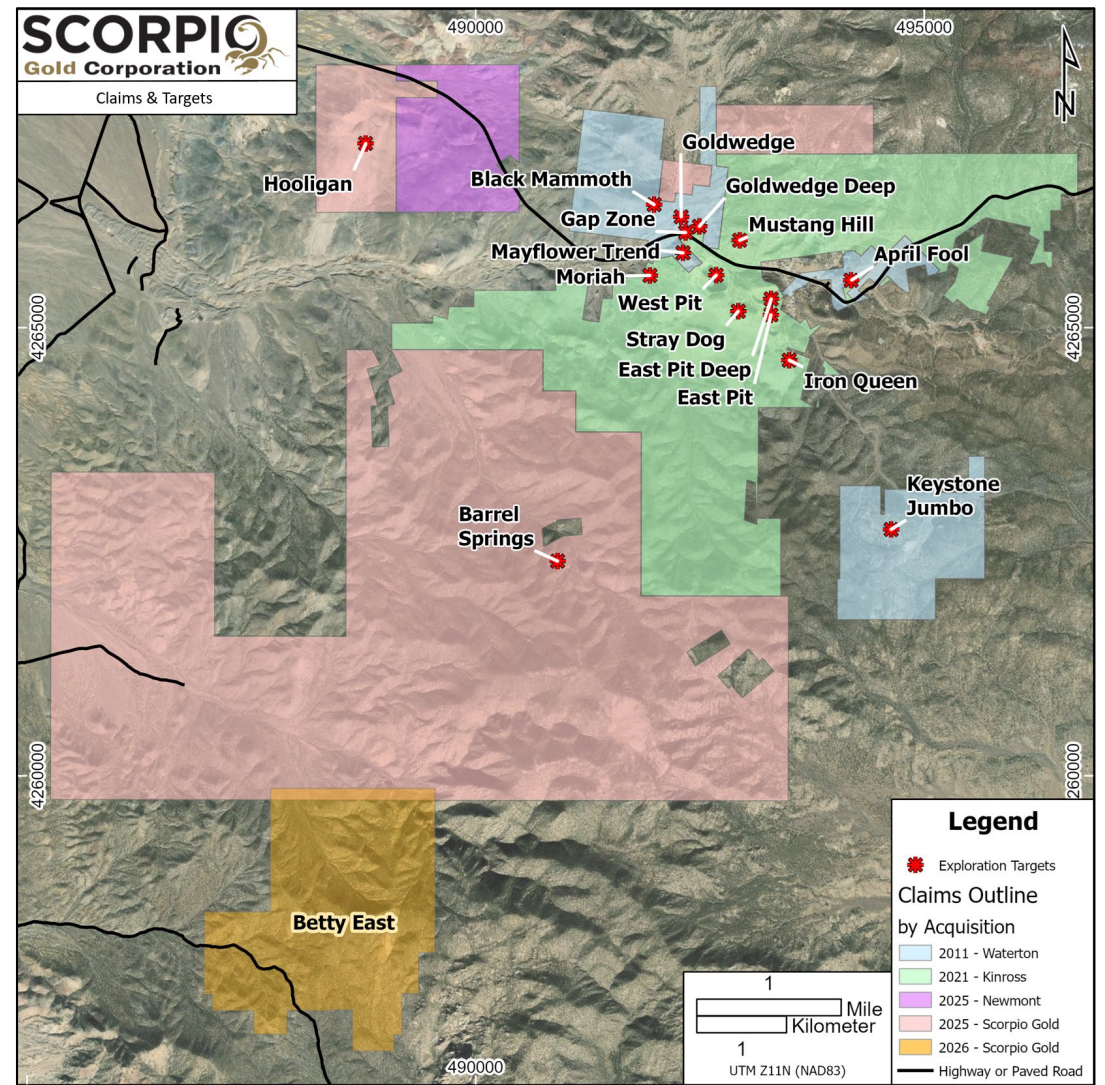 SCORPIO
Gold Corporation
Claims & Targets
490000
495000
N
Goldwedge
Hooligan
Black Mammoth
Goldwedge Deep
Gap Zone
Mustang Hill
Mayflower Trend
April Fool
Moriah
West Pit
4265000
4265000
Stray Dog
East Pit Deep
Iron Queen
East Pit
Keystone
Jumbo
Barrel
Springs
4260000
260000
Betty East
490000
1
Mile
Kilometer
1
UTM Z11N (NAD83)
Legend
Exploration Targets
Claims Outline
by Acquisition
2011 - Waterton
2021 - Kinross
2025 - Newmont
2025 - Scorpio Gold
2026 - Scorpio Gold
Highway or Paved Road